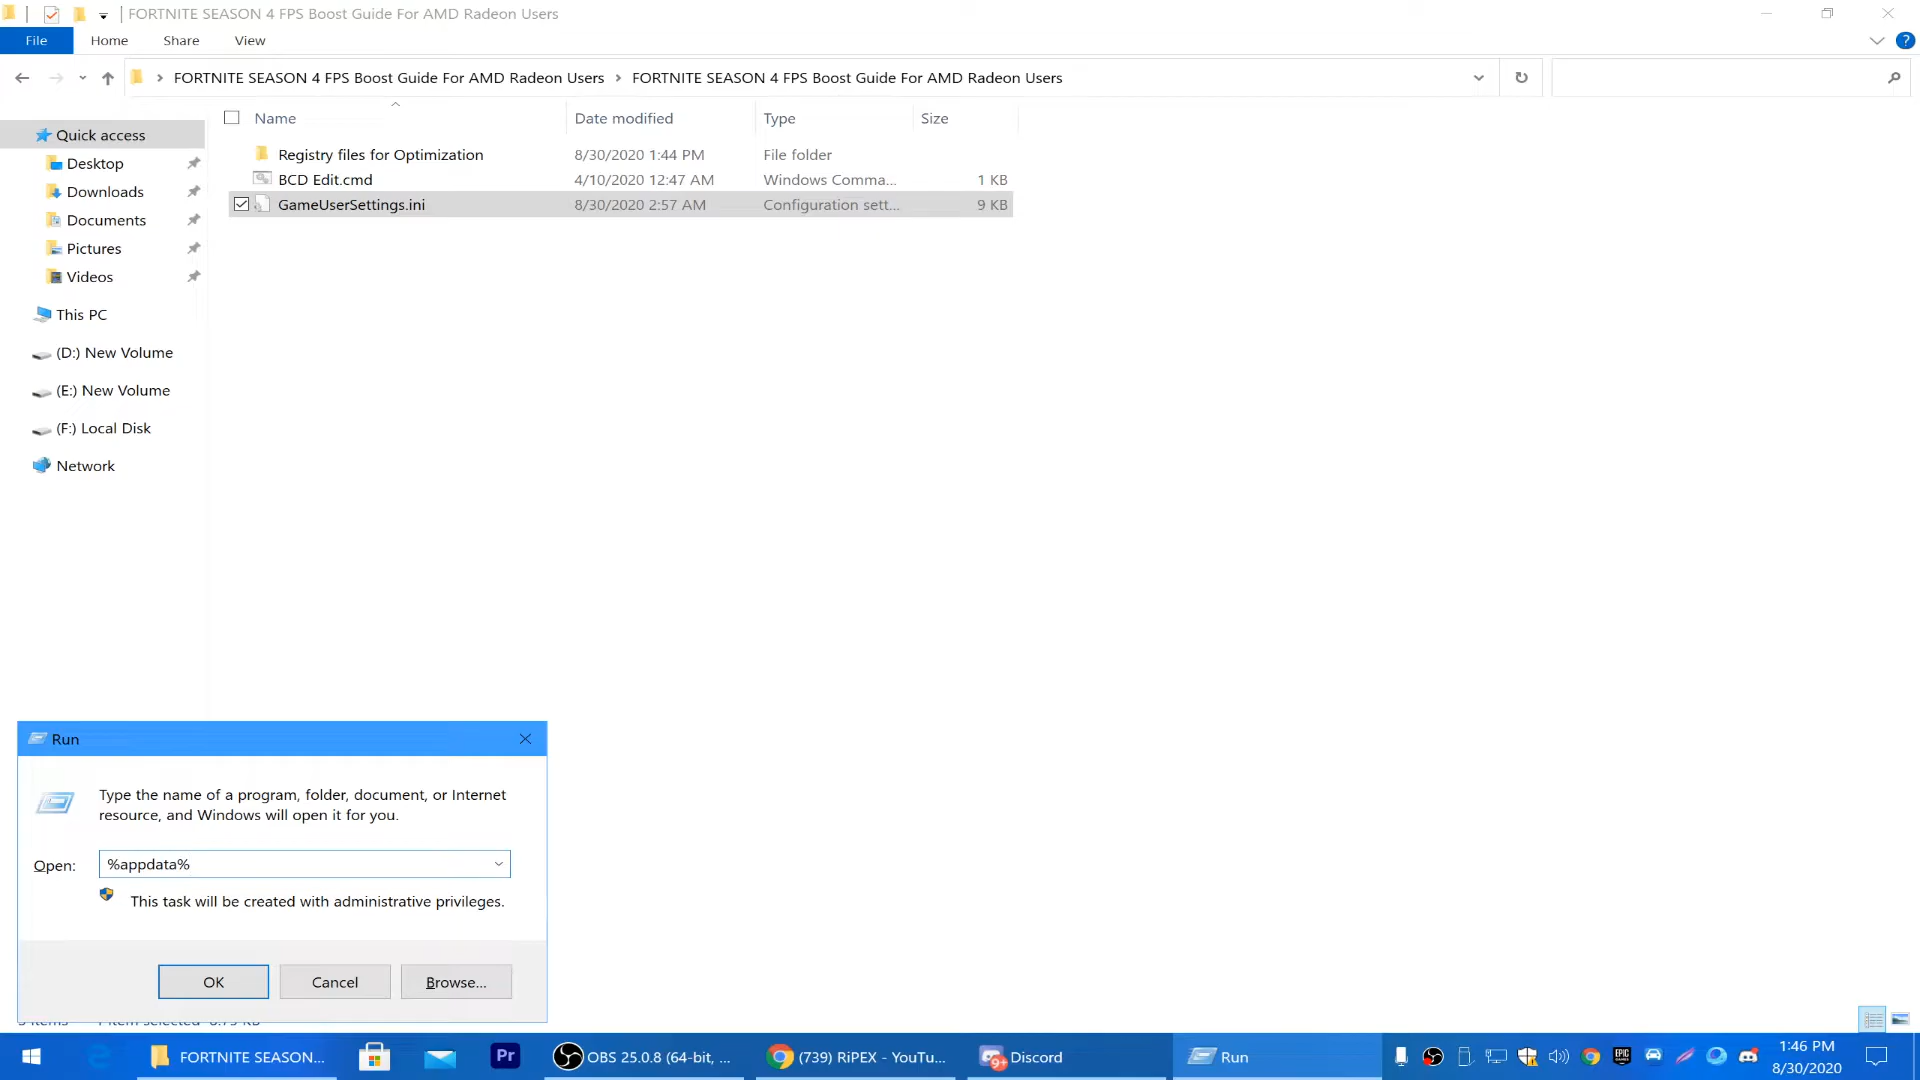 FORTNITE SEASON 4 FPS Boost Guide For AMD Radeon Users
File Home Share View
FORTNITE SEASON 4 FPS Boost Guide For AMD Radeon Users FORTNITE SEASON 4 FPS Boost Guide For AMD Radeon Users
Name Date modified Type Size
Registry files for Optimization 8/30/2020 1:44 PM File folder
BCD Edit.cmd 4/10/2020 12:47 AM Windows Comma... 1 KB
GameUserSettings.ini 8/30/2020 2:57 AM Configuration sett... 9 KB
Quick access
Desktop
Downloads
Documents
Pictures
Videos
This PC
(D:) New Volume
(E:) New Volume
(F:) Local Disk
Network
Run
Type the name of a program, folder, document, or Internet
resource, and Windows will open it for you.
Open: %appdata%
This task will be created with administrative privileges.
OK Cancel Browse...
FORTNITE SEASON... Pr OBS 25.0.8 (64-bit, ... (739) RiPEX - YouTu... 9+ Discord Run EPIC 1:46 PM
8/30/2020